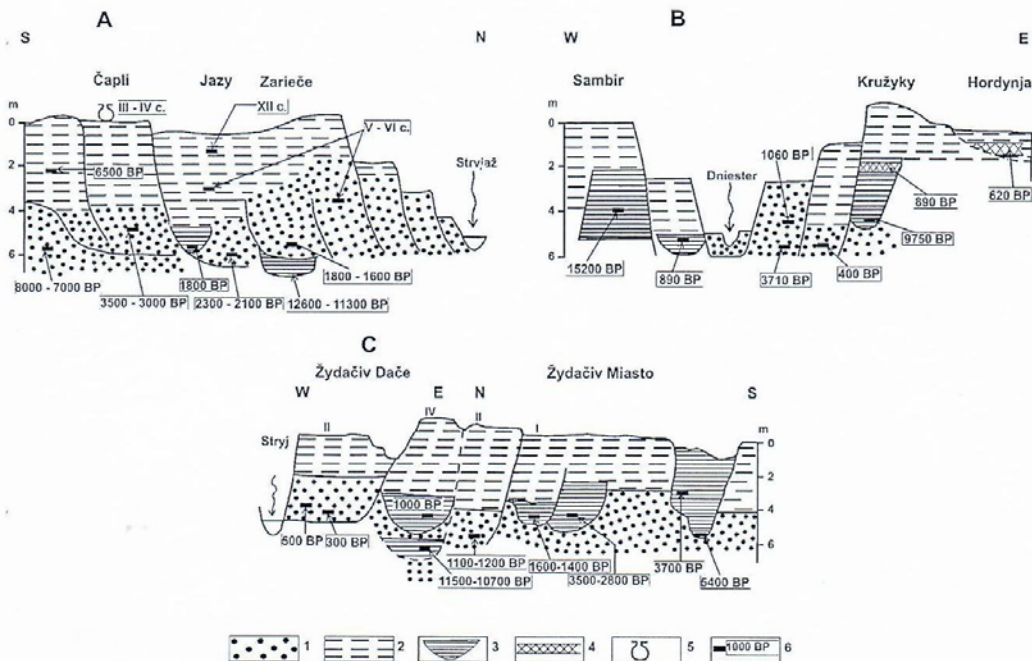 A
S
N
Čapli
Jazy
Zarieče
III - IV c.
XII c.
V - VI c.
m
0
2
4
6
6500 BP
Stryjaž
8000 - 7000 BP
3500 - 3000 BP
1800 BP
2300 - 2100 BP
12600 - 11300 BP
1800 - 1600 BP
B
W
E
Sambir
Kružyky
Hordynja
m
0
2
4
6
Dniester
1060 BP
15200 BP
890 BP
3710 BP
400 BP
9750 BP
890 BP
620 BP
C
Žydačiv Dače
Žydačiv Miasto
W
E
N
S
Stryj
II
IV
II
I
m
0
2
4
6
1000 BP
500 BP
300 BP
1100-1200 BP
11500-10700 BP
1600-1400 BP
3500-2800 BP
3700 BP
5400 BP
1
2
3
4
5
1000 BP
6